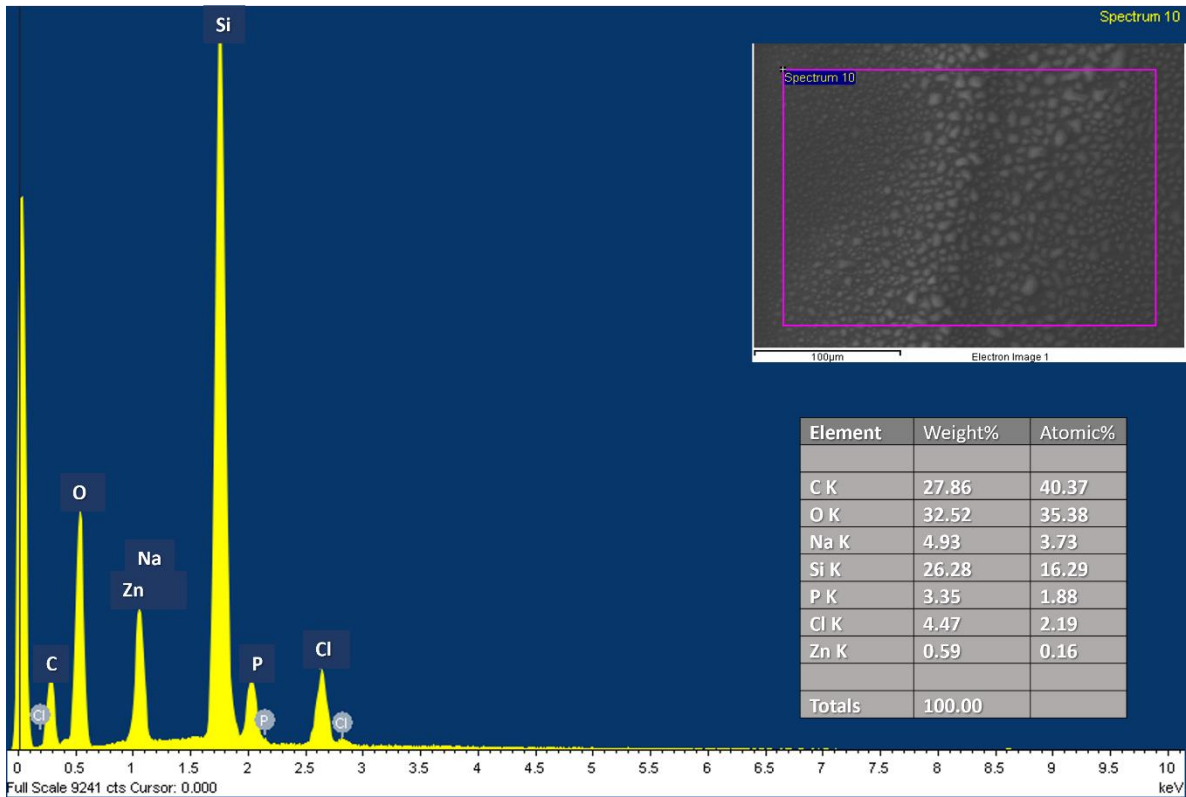 Spectrum 10
Si
Spectrum 10
100µm Electron Image 1
O
Na
Zn
C
P
Cl
Cl
P
Cl
Element Weight% Atomic%
C K 27.86 40.37
O K 32.52 35.38
Na K 4.93 3.73
Si K 26.28 16.29
P K 3.35 1.88
Cl K 4.47 2.19
Zn K 0.59 0.16
Totals 100.00
0 0.5 1 1.5 2 2.5 3 3.5 4 4.5 5 5.5 6 6.5 7 7.5 8 8.5 9 9.5 10
Full Scale 9241 cts Cursor: 0.000 keV